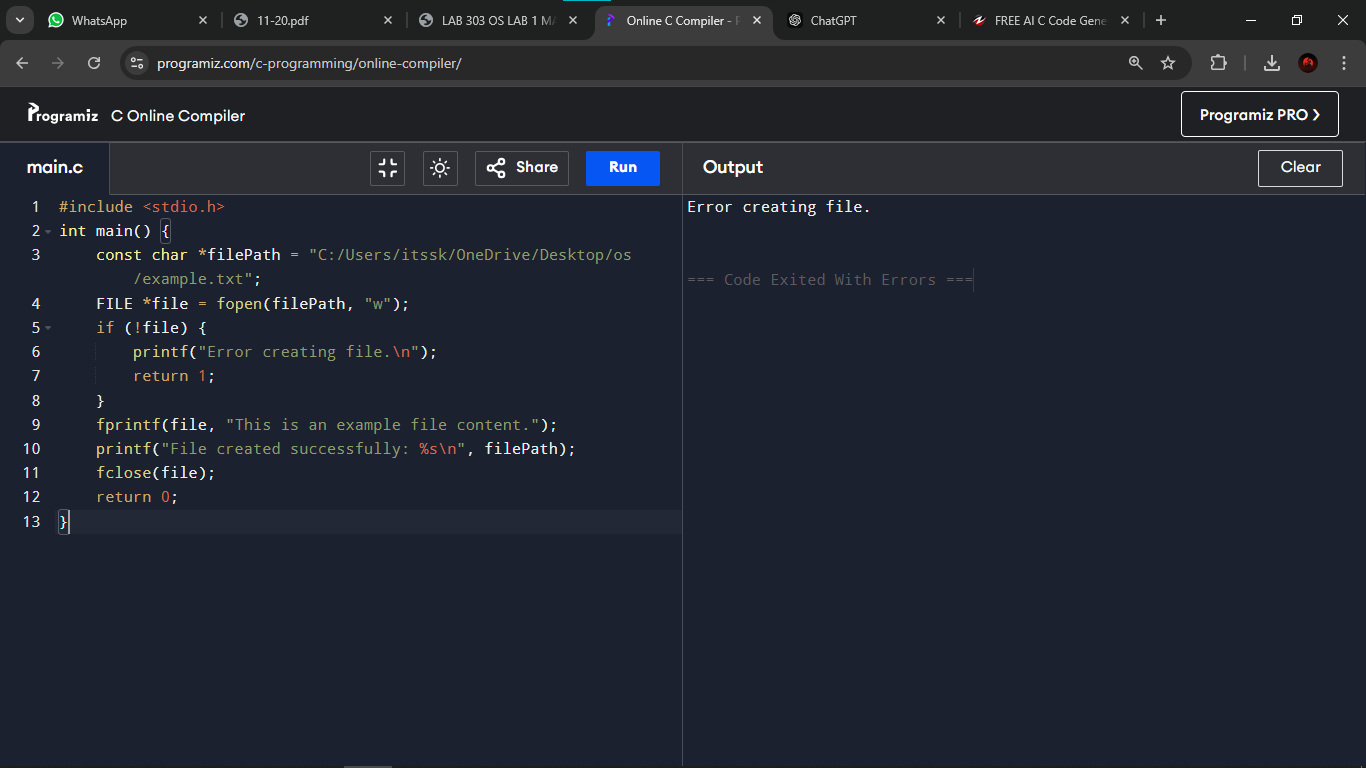 WhatsApp
11-20.pdf
LAB 303 OS LAB 1 M
Online C Compiler -
ChatGPT
FREE AI C Code Gene
programiz.com/c-programming/online-compiler/
Programiz C Online Compiler
Programiz PRO
main.c
Share
Run
Output
Clear
1 #include <stdio.h>
2 int main() {
3 const char *filePath = "C:/Users/itssk/OneDrive/Desktop/os
/example.txt";
4 FILE *file = fopen(filePath, "w");
5 if (!file) {
6 printf("Error creating file.\n");
7 return 1;
8 }
9 fprintf(file, "This is an example file content.");
10 printf("File created successfully: %s\n", filePath);
11 fclose(file);
12 return 0;
13 }
Error creating file.
=== Code Exited With Errors ===